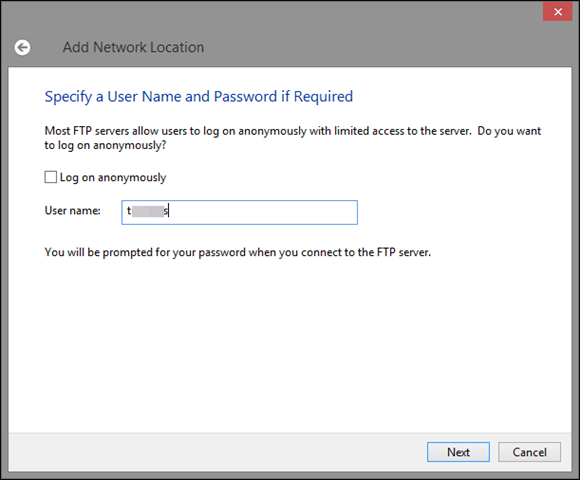 Add Network Location
Specify a User Name and Password if Required
Most FTP servers allow users to log on anonymously with limited access to the server.  Do you want
to log on anonymously?
Log on anonymously
User name:
You will be prompted for your password when you connect to the FTP server.
Next Cancel